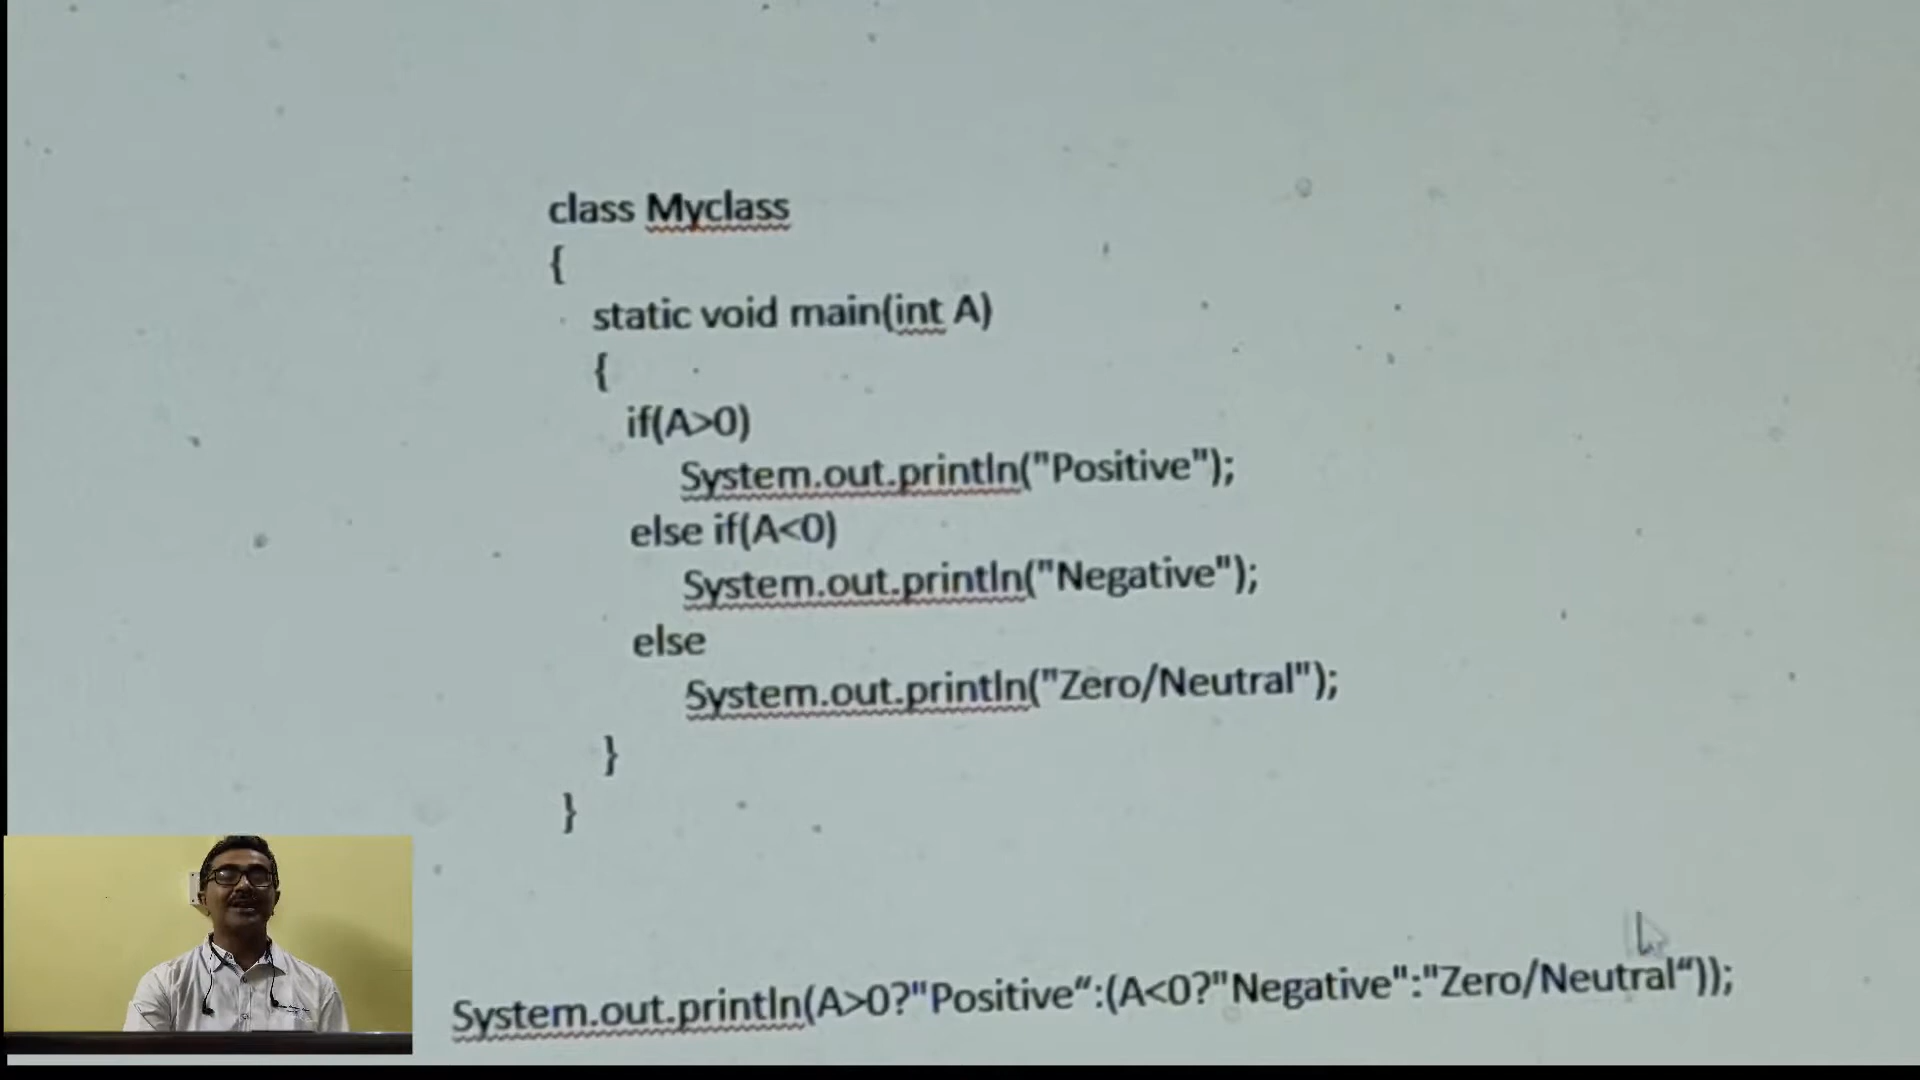 class Myclass
{
static void main(int A)
{
if(A>0)
System.out.println("Positive");
else if(A<0)
System.out.println("Negative");
else
System.out.println("Zero/Neutral");
}
}
System.out.println(A>0?"Positive“:(A<0?"Negative":"Zero/Neutral“));